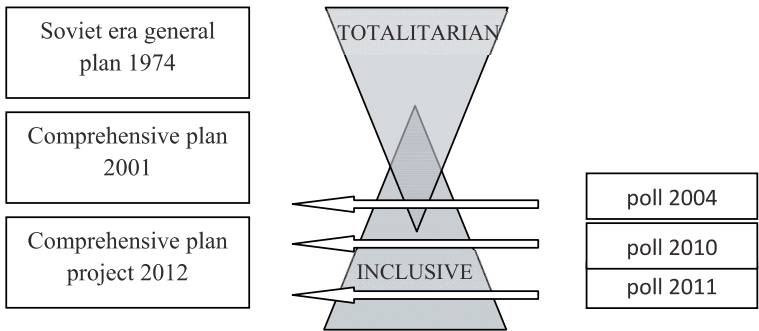 Soviet era general
plan 1974
Comprehensive plan
2001
Comprehensive plan
project 2012
TOTALITARIAN
INCLUSIVE
poll 2004
poll 2010
poll 2011